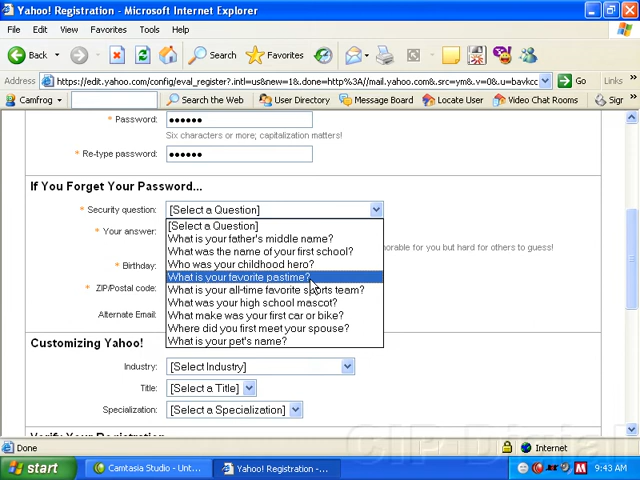 Yahoo! Registration - Microsoft Internet Explorer
File Edit View Favorites Tools Help
Back Search Favorites
Address https://edit.yahoo.com/config/eval_register?.intl=us&new=1&.done=http%3A//mail.yahoo.com&.src=ym&.v=0&.u=bavkcc Go Links »
Camfrog Search the Web User Directory Message Board Locate User Video Chat Rooms Sigr »
* Password: ••••••
Six characters or more; capitalization matters!
* Re-type password: ••••••
If You Forget Your Password...
* Security question: [Select a Question]
[Select a Question]
* Your answer:
What is your father's middle name?
What was the name of your first school?
orable for you but hard for others to guess!
* Birthday: Who was your childhood hero?
What is your favorite pastime?
* ZIP/Postal code: What is your all-time favorite sports team?
What was your high school mascot?
Alternate Email: What make was your first car or bike?
Where did you first meet your spouse?
What is your pet's name?
Customizing Yahoo!
Industry: [Select Industry]
Title: [Select a Title]
Specialization: [Select a Specialization]
Verify Your Registration
Done Internet
CIP-Digital
start Camtasia Studio - Unt... Yahoo! Registration -... 9:43 AM